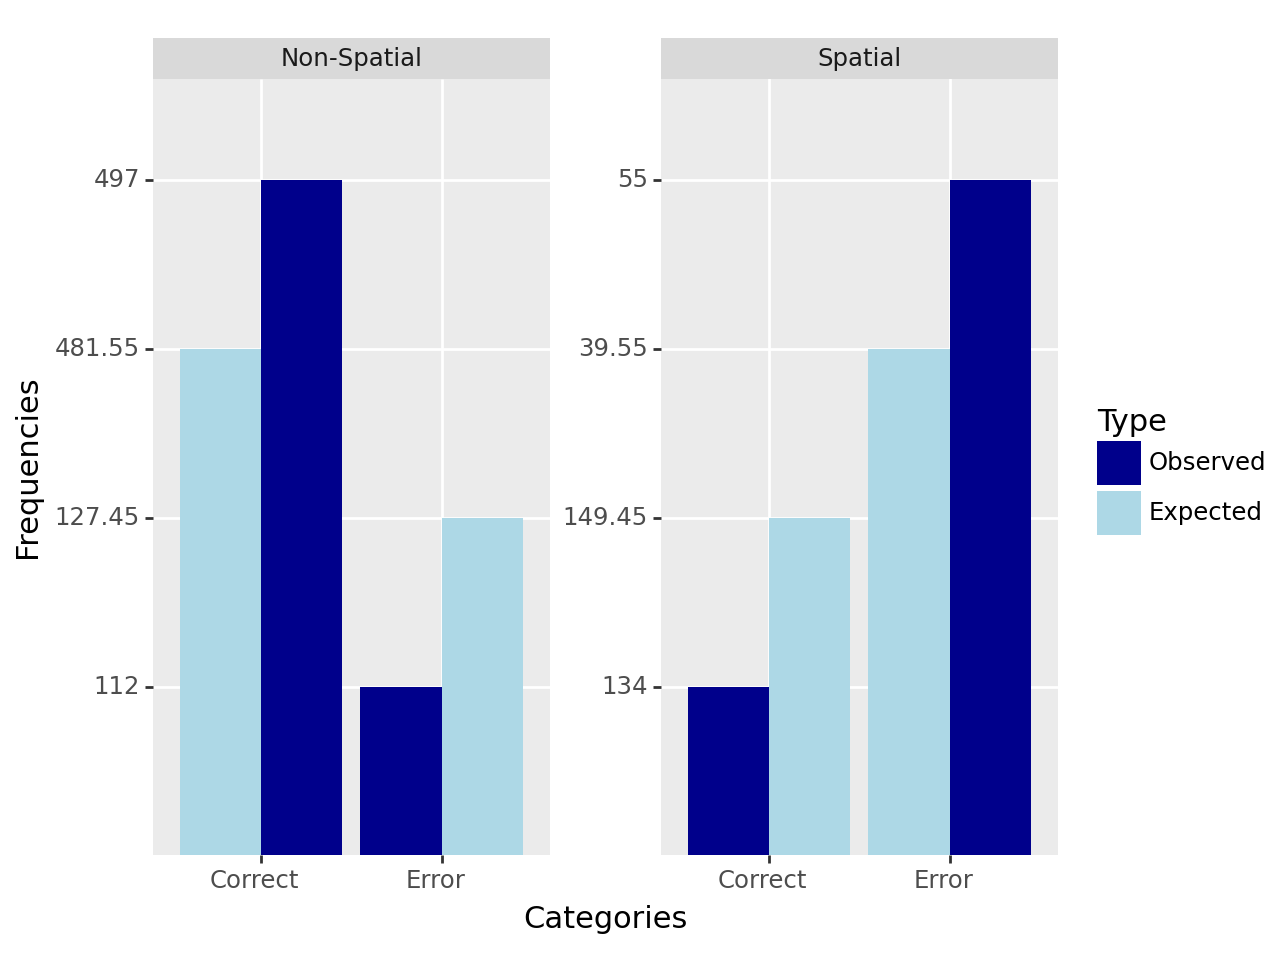 Non-Spatial
Spatial
497
481.55
127.45
112
55
39.55
149.45
134
Frequencies
Correct
Error
Correct
Error
Categories
Type
Observed
Expected